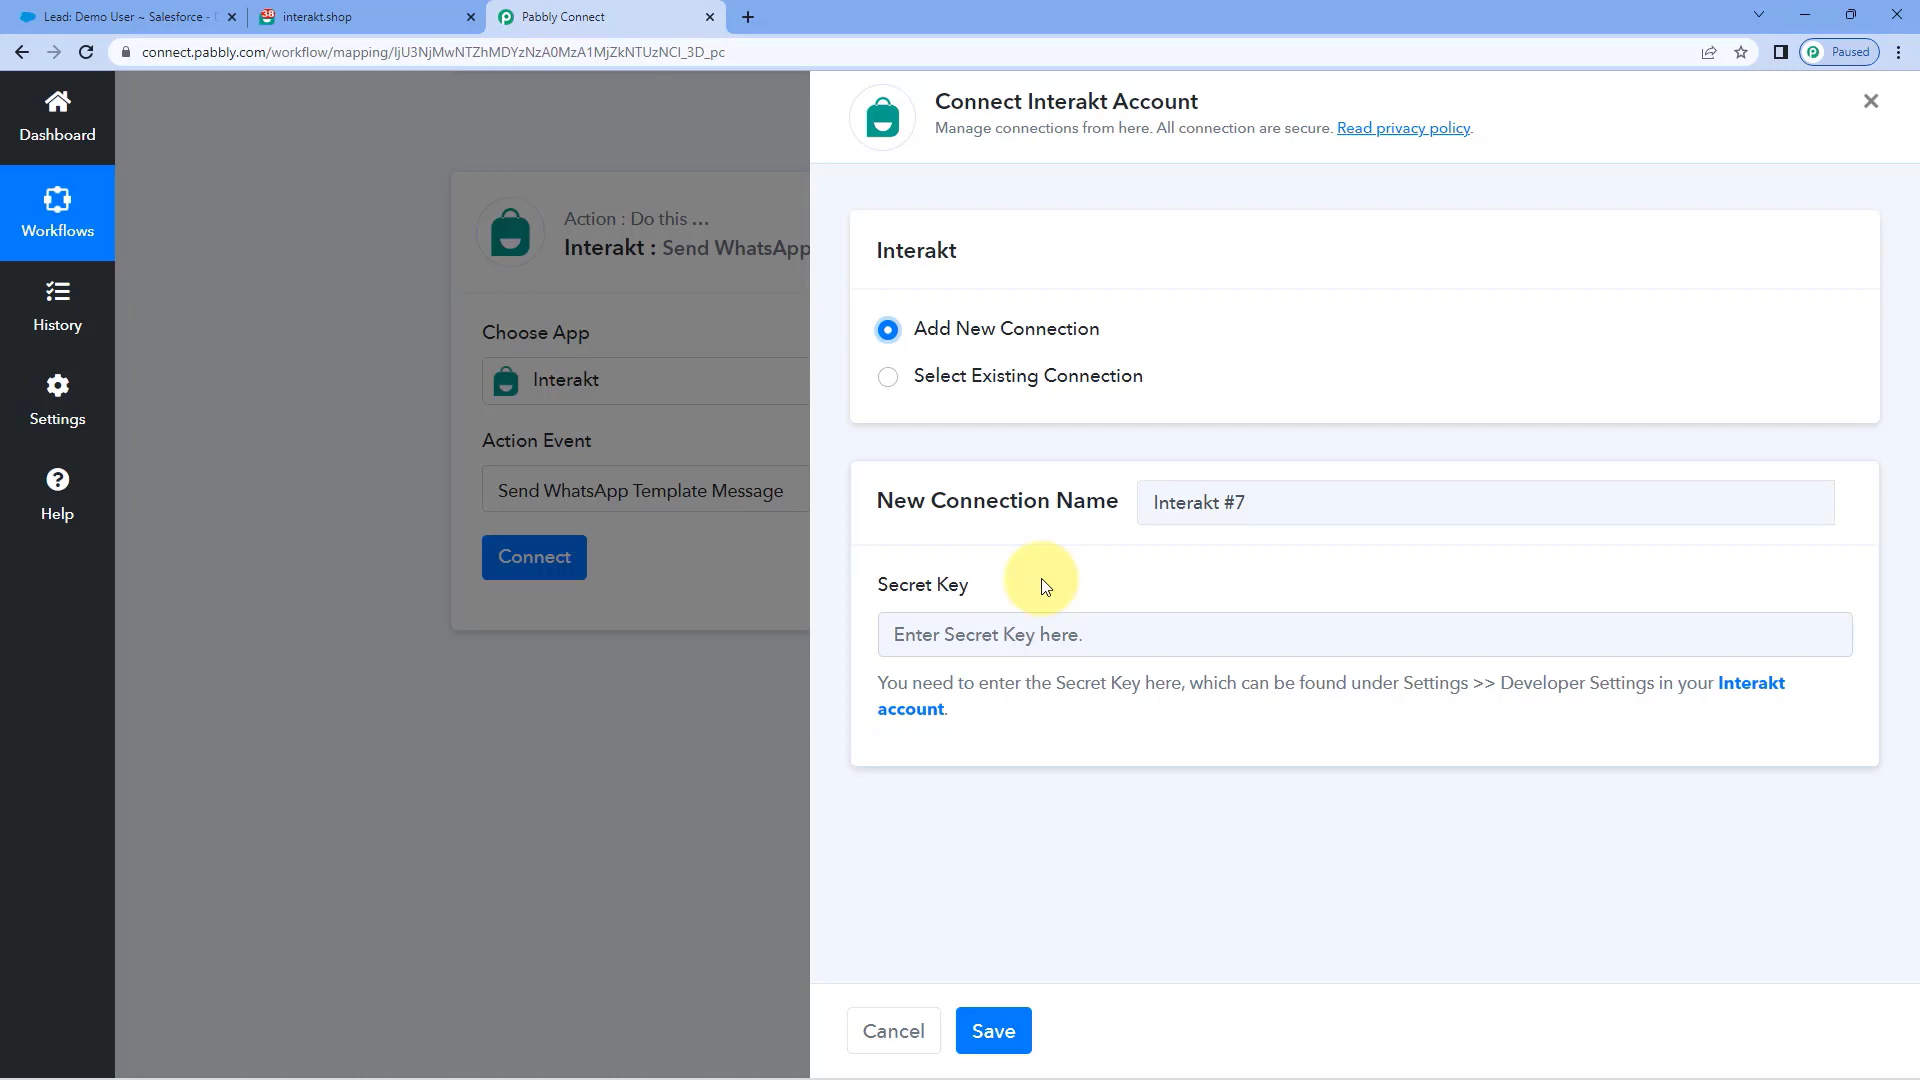 Lead: Demo User ~ Salesforce -
38
interakt.shop
Pabbly Connect
connect.pabbly.com/workflow/mapping/IjU3NjMwNTZhMDYzNzA0MzA1MjZkNTUzNCI_3D_pc
Paused
Dashboard
Workflows
History
Settings
Help
Action : Do this ...
Interakt : Send WhatsApp
Choose App
Interakt
Action Event
Send WhatsApp Template Message
Connect
Connect Interakt Account
Manage connections from here. All connection are secure. Read privacy policy.
Interakt
Add New Connection
Select Existing Connection
New Connection Name
Interakt #7
Secret Key
Enter Secret Key here.
You need to enter the Secret Key here, which can be found under Settings >> Developer Settings in your Interakt
account.
Cancel
Save